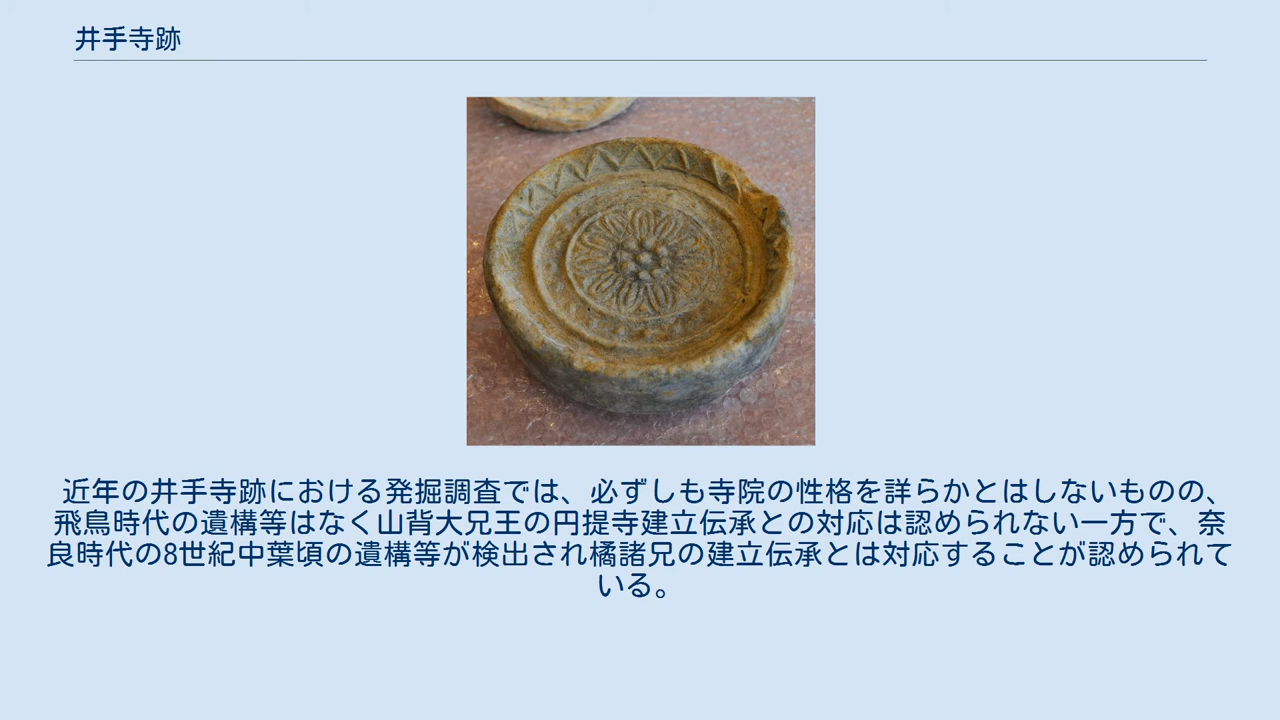 井手寺跡
近年の井手寺跡における発掘調査では、必ずしも寺院の性格を詳らかとはしないものの、
飛鳥時代の遺構等はなく山背大兄王の円提寺建立伝承との対応は認められない一方で、奈
良時代の8世紀中葉頃の遺構等が検出され橘諸兄の建立伝承とは対応することが認められて
いる。